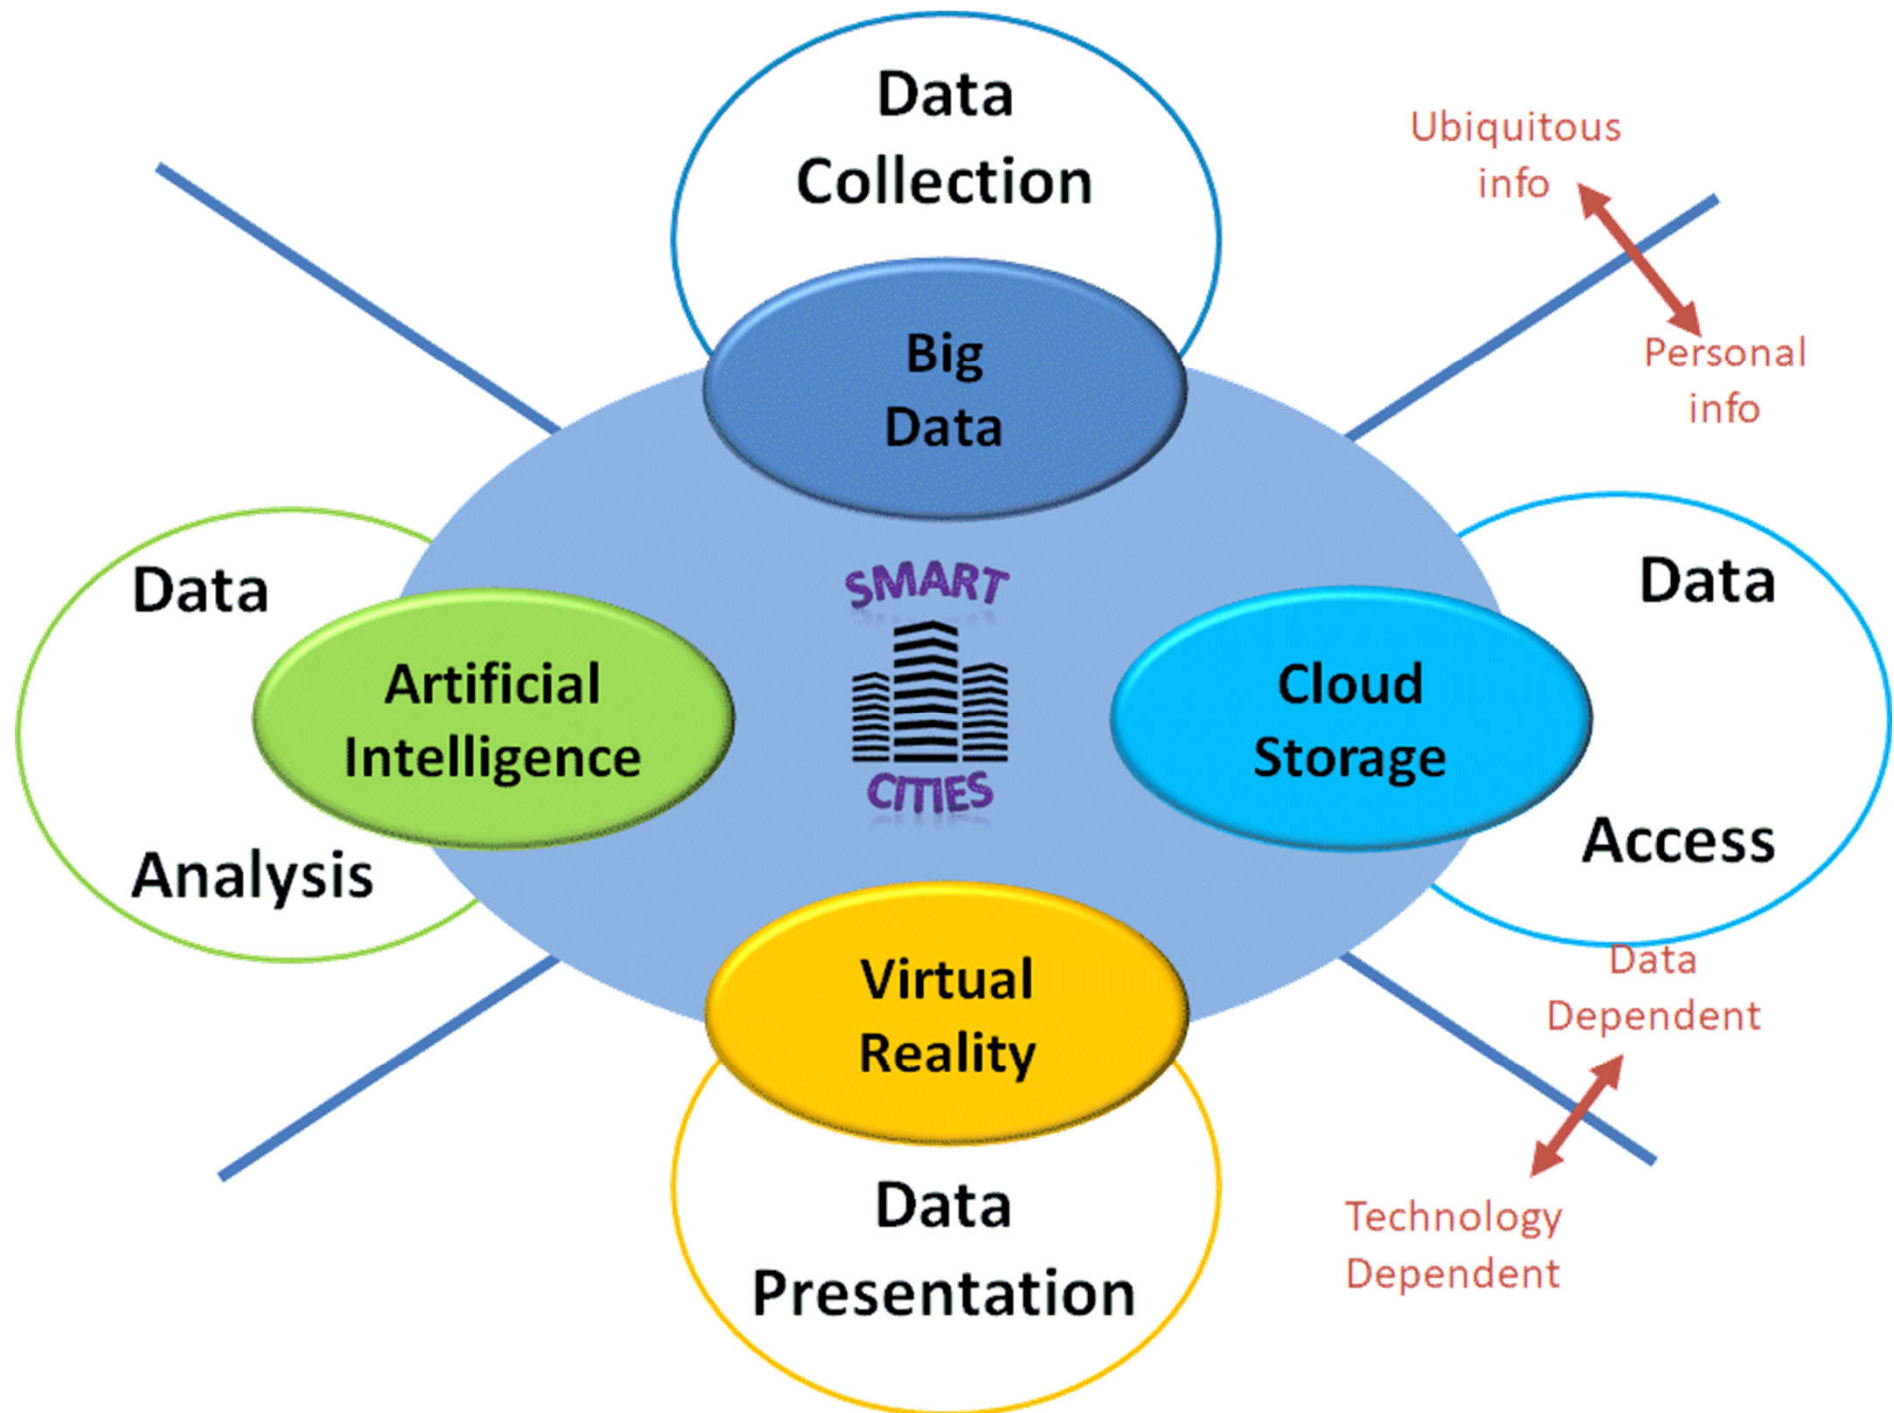 Data
Collection
Ubiquitous
info
Personal
info
Big
Data
SMART
CITIES
Data
Analysis
Artificial
Intelligence
Cloud
Storage
Data
Access
Virtual
Reality
Data
Presentation
Data
Dependent
Technology
Dependent